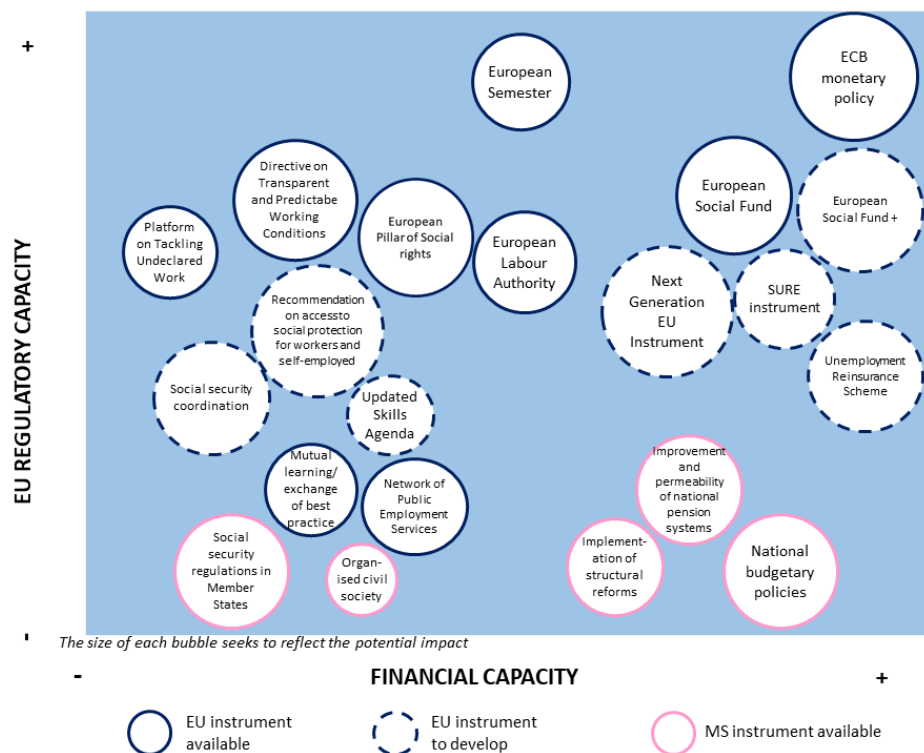 +
EU REGULATORY CAPACITY
-
European
Semester
ECB
monetary
policy
Directive on
Transparent
and Predictabe
Working
Conditions
European
Pillar of Social
rights
European
Social Fund
European
Social Fund +
Platform
on Tackling
Undeclared
Work
European
Labour
Authority
Next
Generation
EU
Instrument
SURE
instrument
Recommendation
on accessto
social protection
for workers and
self-employed
Unemployment
Reinsurance
Scheme
Social security
coordination
Updated
Skills
Agenda
Mutual
learning/
exchange
of best
practice
Network of
Public
Employment
Services
Improvement
and
permeability
of national
pension
systems
Social
security
regulations in
Member
States
Organ-
ised civil
society
Implement-
ation of
structural
reforms
National
budgetary
policies
The size of each bubble seeks to reflect the potential impact
-
FINANCIAL CAPACITY
+
EU instrument
available
EU instrument
to develop
MS instrument available